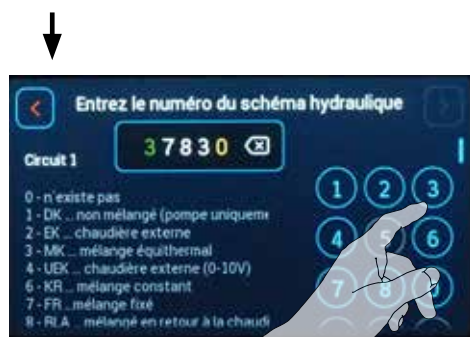 Entrez le numéro du schéma hydraulique
37830
Circuit 1
0 - n'existe pas
1 - DK ... non mélangé (pompe uniqueme
2 - EK ... chaudière externe
3 - MK ... mélange équithermal
4 - UEK ... chaudière externe (0-10V)
6 - KR ... mélange constant
7 - FR ...mélange fixé
8 - RLA ... mélangé en retour à la chaudi
1 2 3
4 5 6
7 8 9